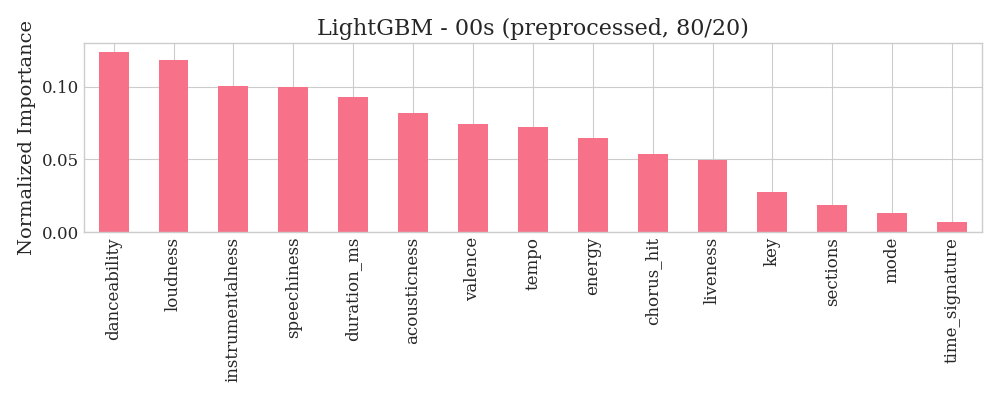 LightGBM - 00s (preprocessed, 80/20)
Normalized Importance
0.10
0.05
0.00
danceability
loudness
instrumentalness
speechiness
duration_ms
acousticness
valence
tempo
energy
chorus_hit
liveness
key
sections
mode
time_signature